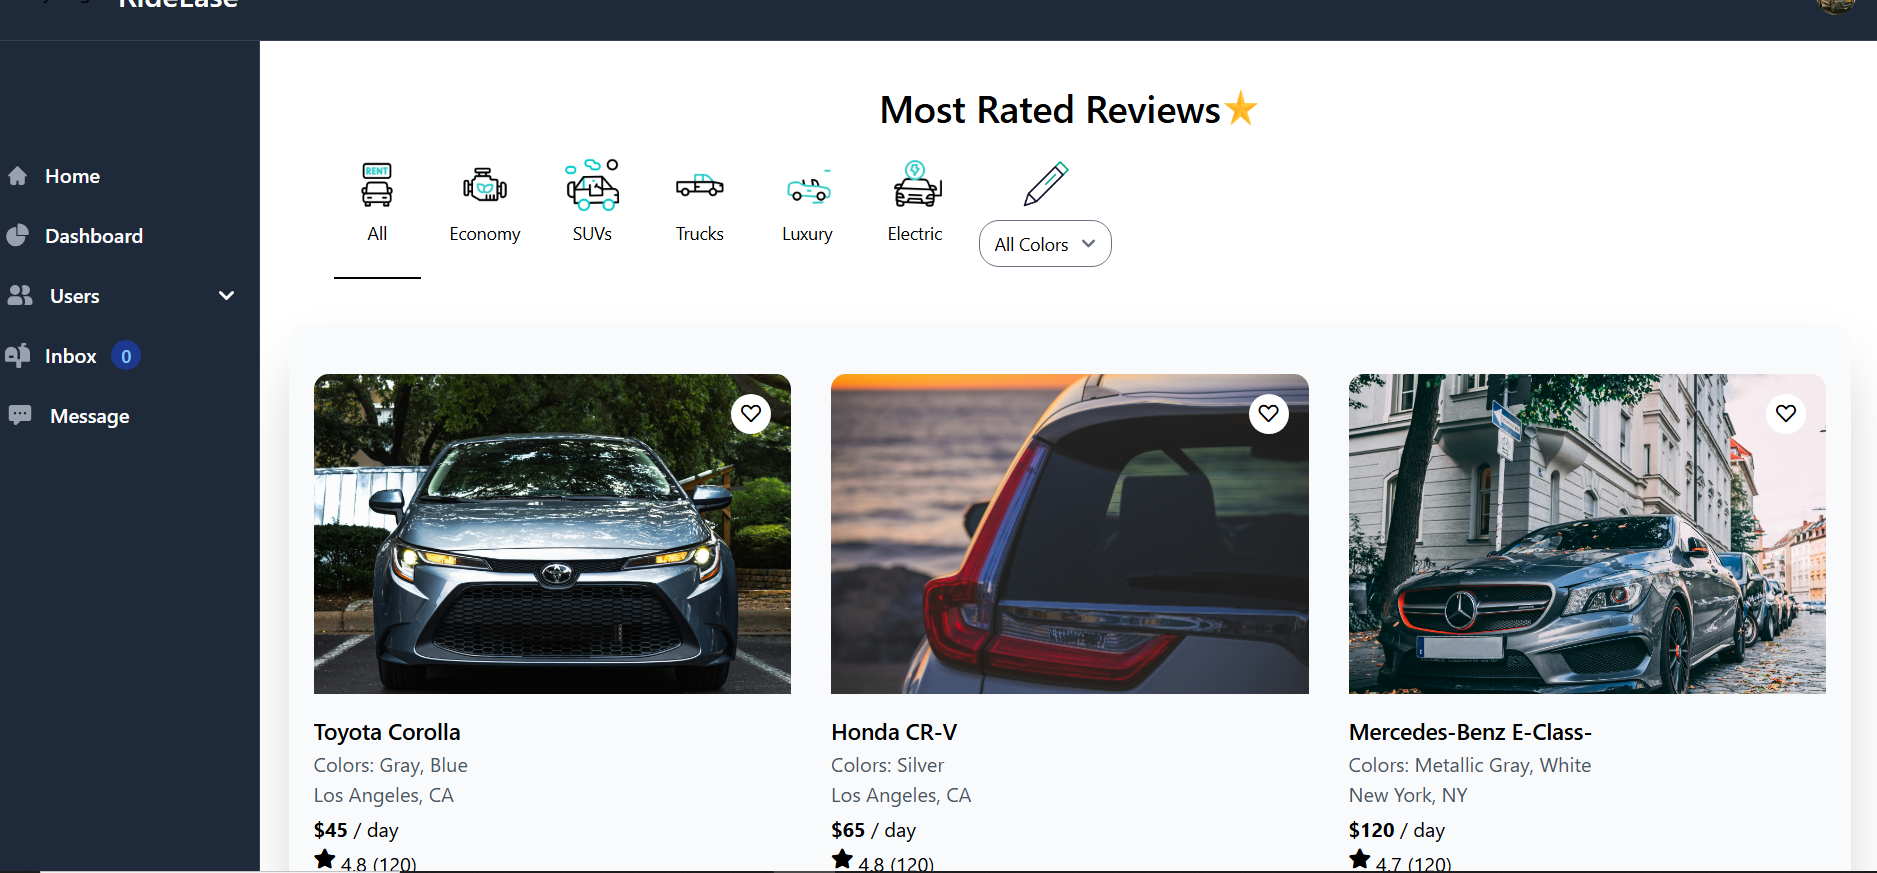 RideEase
Home
Dashboard
Users
Inbox 0
Message
Most Rated Reviews
RENT
All
Economy
SUVs
Trucks
Luxury
Electric
All Colors
Toyota Corolla
Colors: Gray, Blue
Los Angeles, CA
$45 / day
4.8 (120)
Honda CR-V
Colors: Silver
Los Angeles, CA
$65 / day
4.8 (120)
Mercedes-Benz E-Class-
Colors: Metallic Gray, White
New York, NY
$120 / day
4.7 (120)